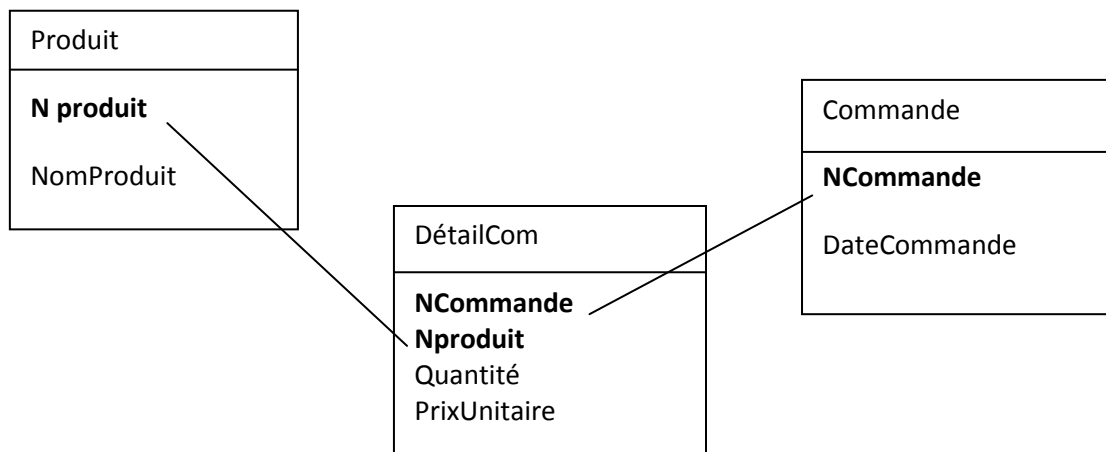 Produit
N produit
NomProduit
Commande
NCommande
DateCommande
DétailCom
NCommande
Nproduit
Quantité
PrixUnitaire